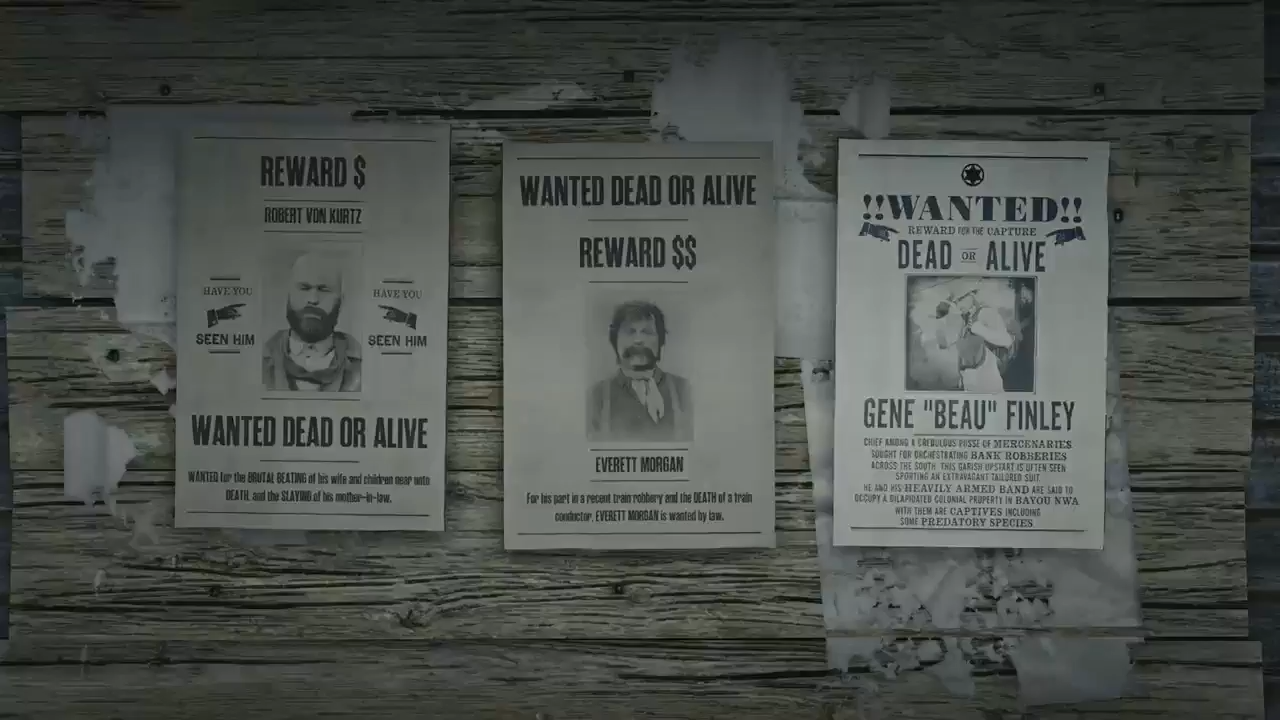 REWARD $
ROBERT VON KURTZ
HAVE YOU
SEEN HIM
HAVE YOU
SEEN HIM
WANTED DEAD OR ALIVE
WANTED for the BRUTAL BEATING of his wife and children near unto
DEATH, and the SLAYING of his mother-in-law.
WANTED DEAD OR ALIVE
REWARD $$
EVERETT MORGAN
For his part in a recent train robbery and the DEATH of a train
conductor, EVERETT MORGAN is wanted by law.
!!WANTED!!
REWARD FOR THE CAPTURE
DEAD OR ALIVE
GENE "BEAU" FINLEY
CHIEF AMONG A CREDULOUS POSSE OF MERCENARIES
SOUGHT FOR ORCHESTRATING BANK ROBBERIES
ACROSS THE SOUTH. THIS GARISH UPSTART IS OFTEN SEEN
SPORTING AN EXTRAVAGANT TAILORED SUIT.
HE AND HIS HEAVILY ARMED BAND ARE SAID TO
OCCUPY A DILAPIDATED COLONIAL PROPERTY IN BAYOU NWA
WITH THEM ARE CAPTIVES INCLUDING
SOME PREDATORY SPECIES